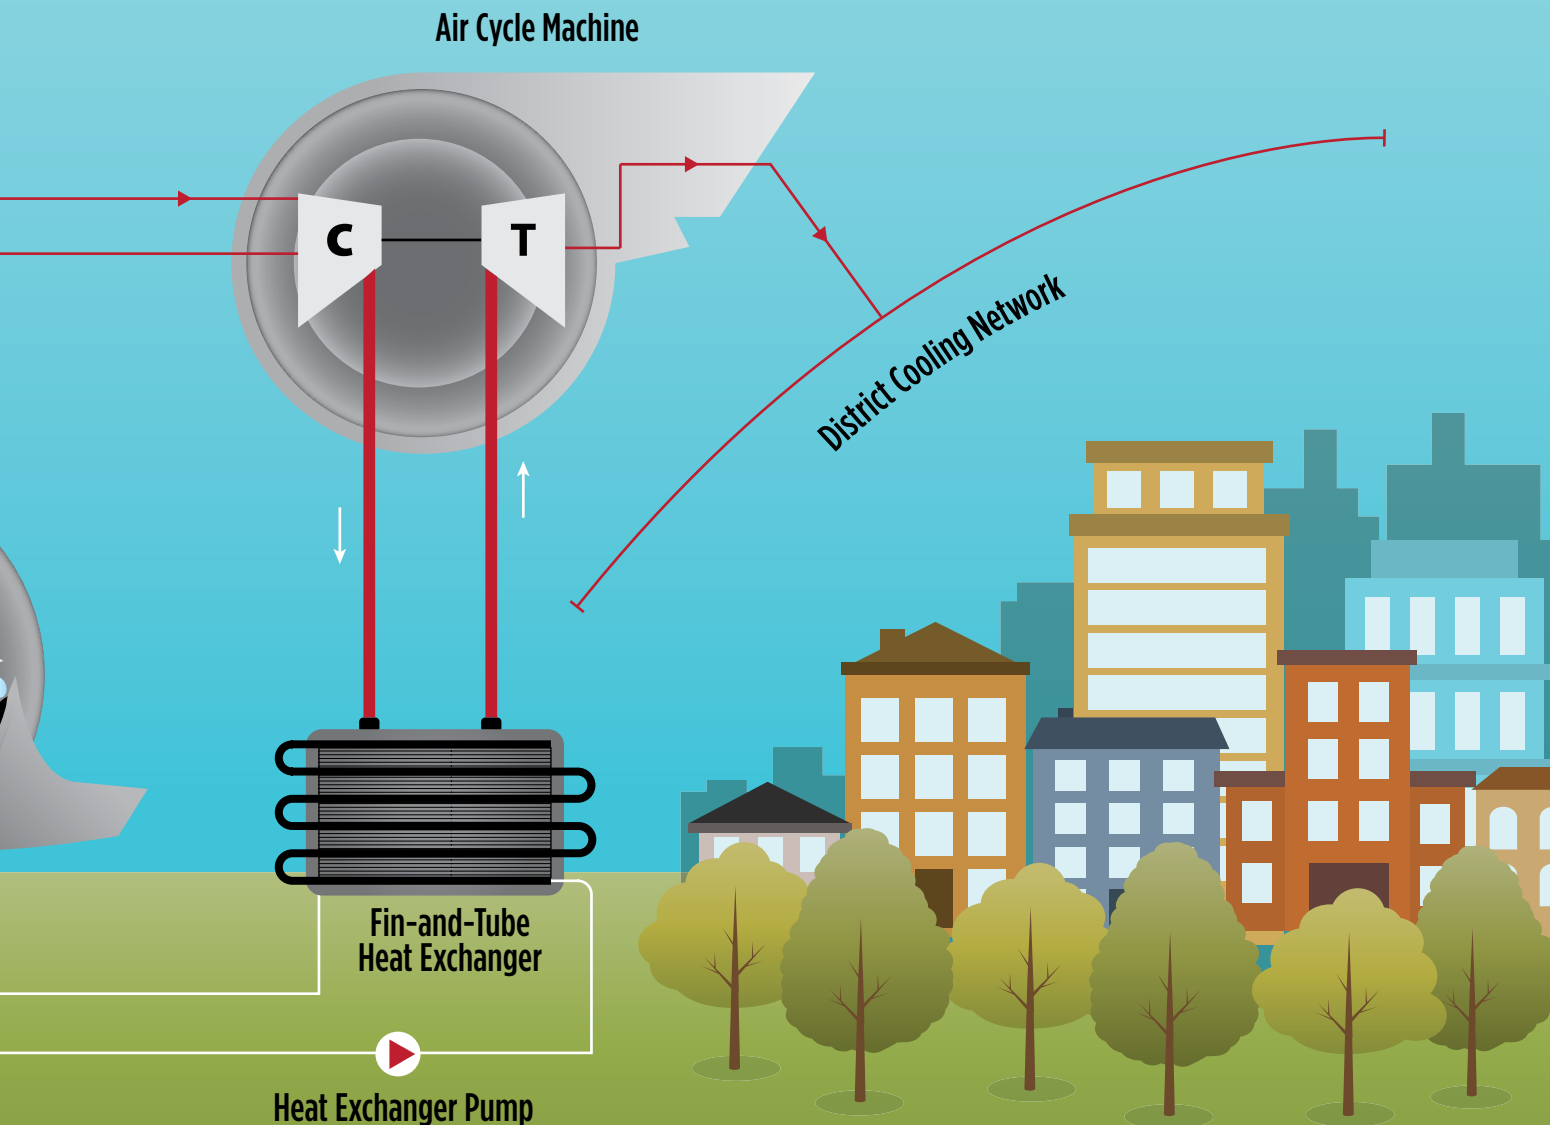 Air Cycle Machine
C
T
District Cooling Network
Fin-and-Tube
Heat Exchanger
Heat Exchanger Pump